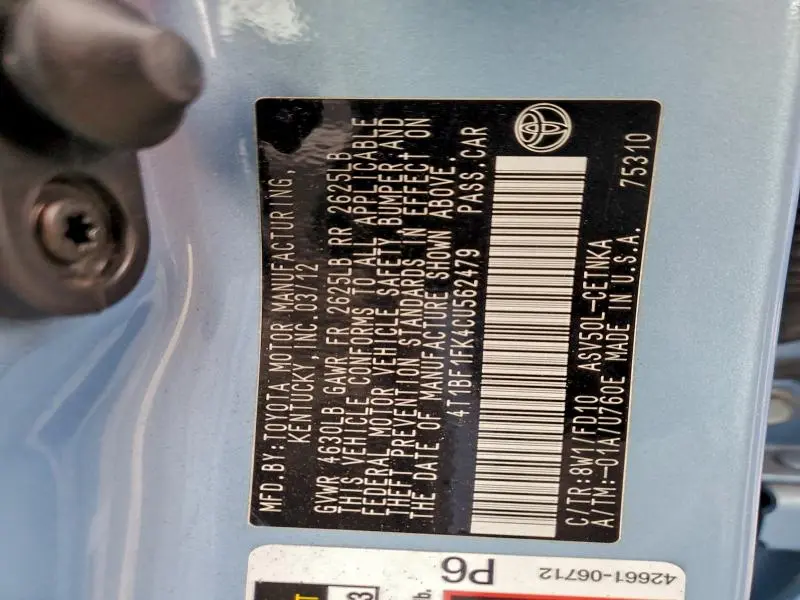 MFD.BY:TOYOTA MOTOR MANUFACTURING,
KENTUCKY, INC. 03/12
GVWR 4630LB GAWR FR 2625LB RR 2625LB
THIS VEHICLE CONFORMS TO ALL APPLICABLE
FEDERAL MOTOR VEHICLE SAFETY, BUMPER AND
THEFT PREVENTION STANDARDS IN EFFECT ON
THE DATE OF MANUFACTURE SHOWN ABOVE.
4T1BF1FK4CU562479 PASS.CAR
C/TR:8W1/FD10 ASV50L-CETNKA
A/TM:-01A/U760E MADE IN U.S.A. 75310
P6
42661-06712
3
b.